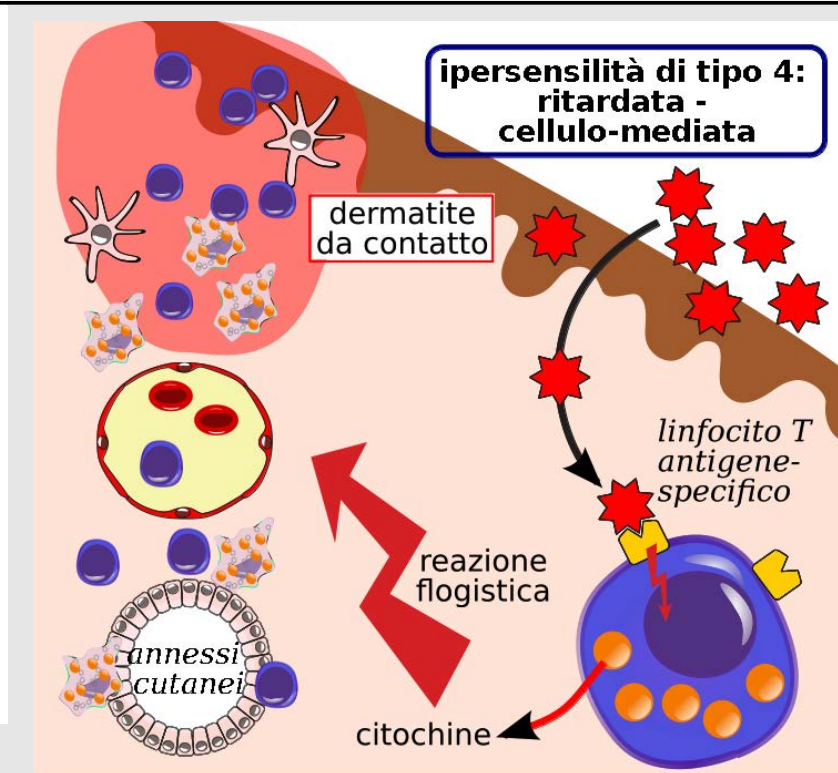 ipersensilità di tipo 4:
ritardata -
cellulo-mediata
dermatite
da contatto
linfocito T
antigene-
specifico
reazione
flogistica
annessi
cutanei
citochine